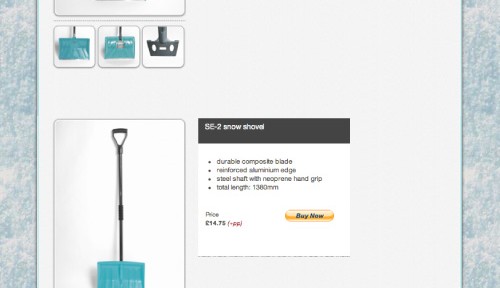 SE-2 snow shovel
durable composite blade
reinforced aluminium edge
steel shaft with neoprene hand grip
total length: 1380mm
Price
£14.75 (+pp)
Buy Now